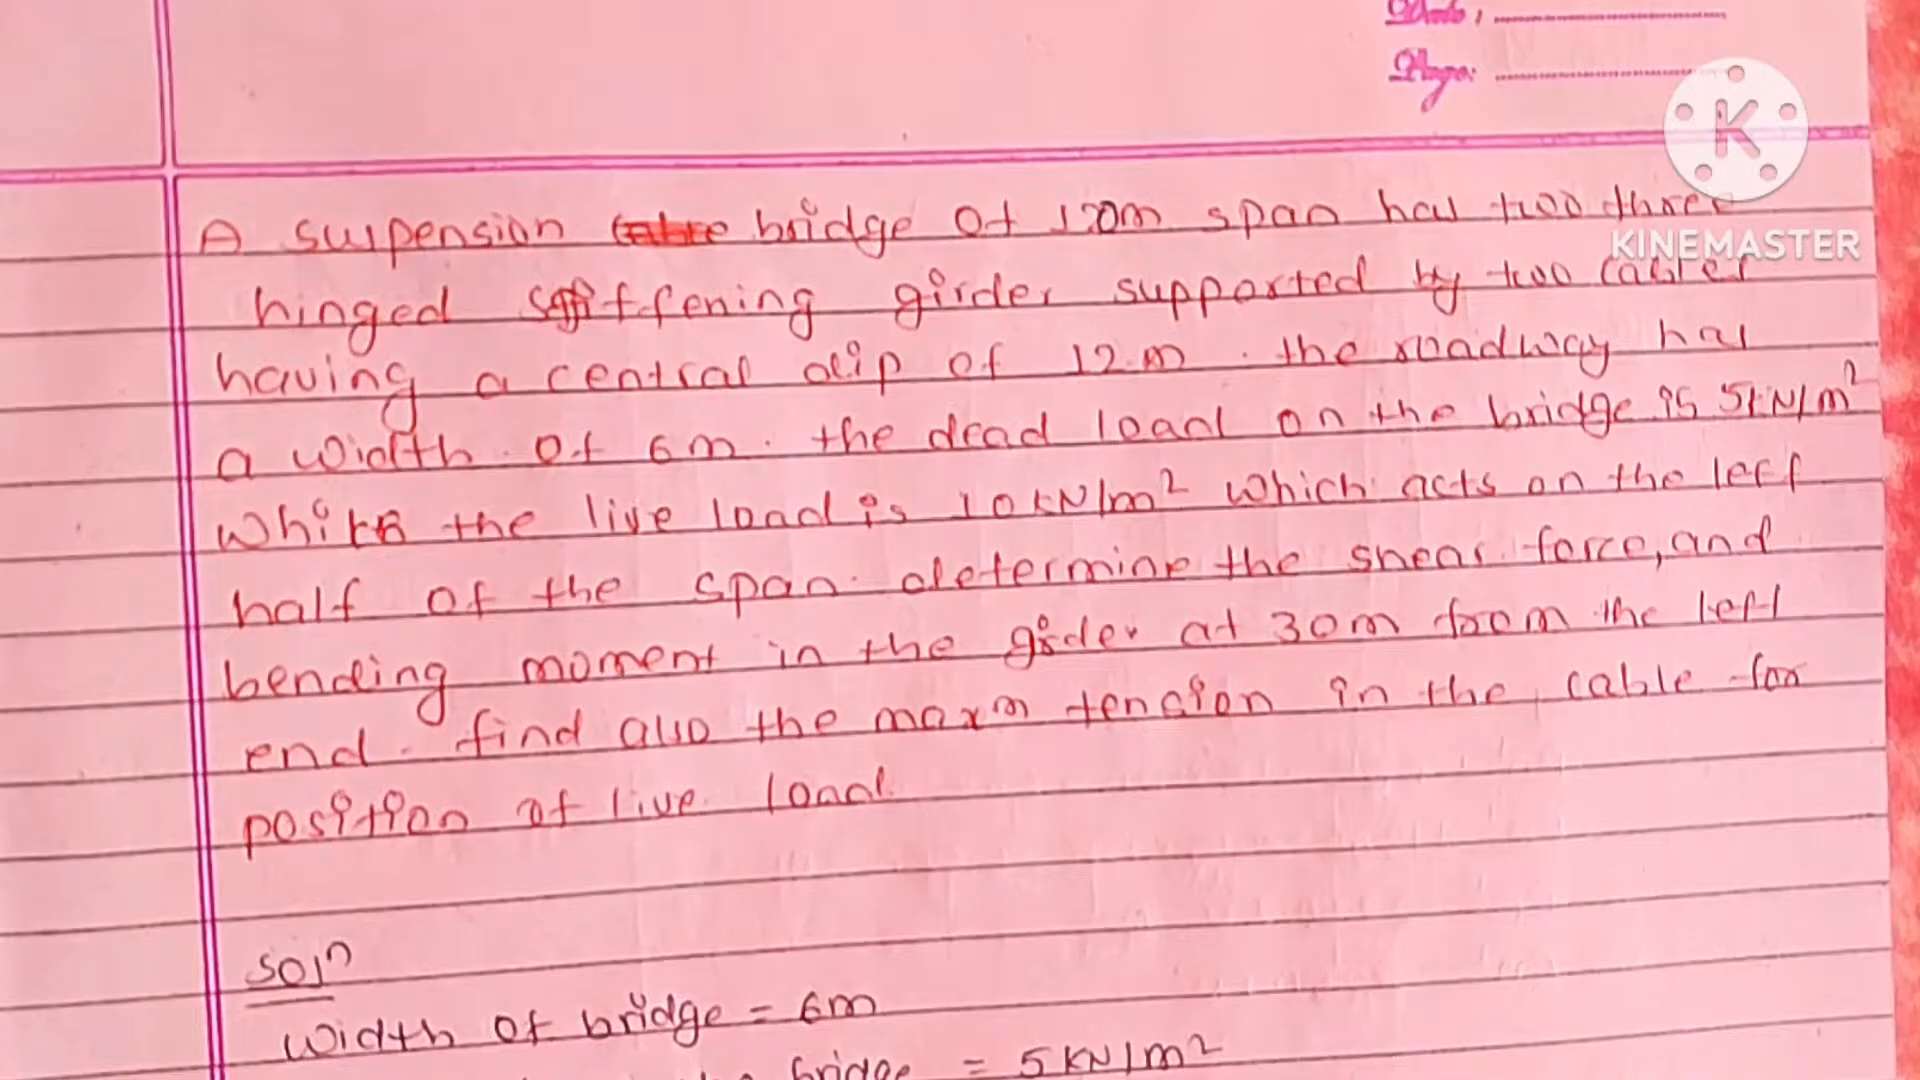 Date:
Page:
K
KINEMASTER
A suspension bridge of 120m span has two three
hinged stiffening girder supported by two cables
having a central dip of 12m. the roadway has
a width of 6m. the dead load on the bridge is 5kN/m²
while the live load is 10kN/m² which acts on the left
half of the span. determine the shear force, and
bending moment in the girder at 30m from the left
end. find also the maxm tension in the cable for
position of live load.
soln
width of bridge = 6m
bridge = 5 kN/m²